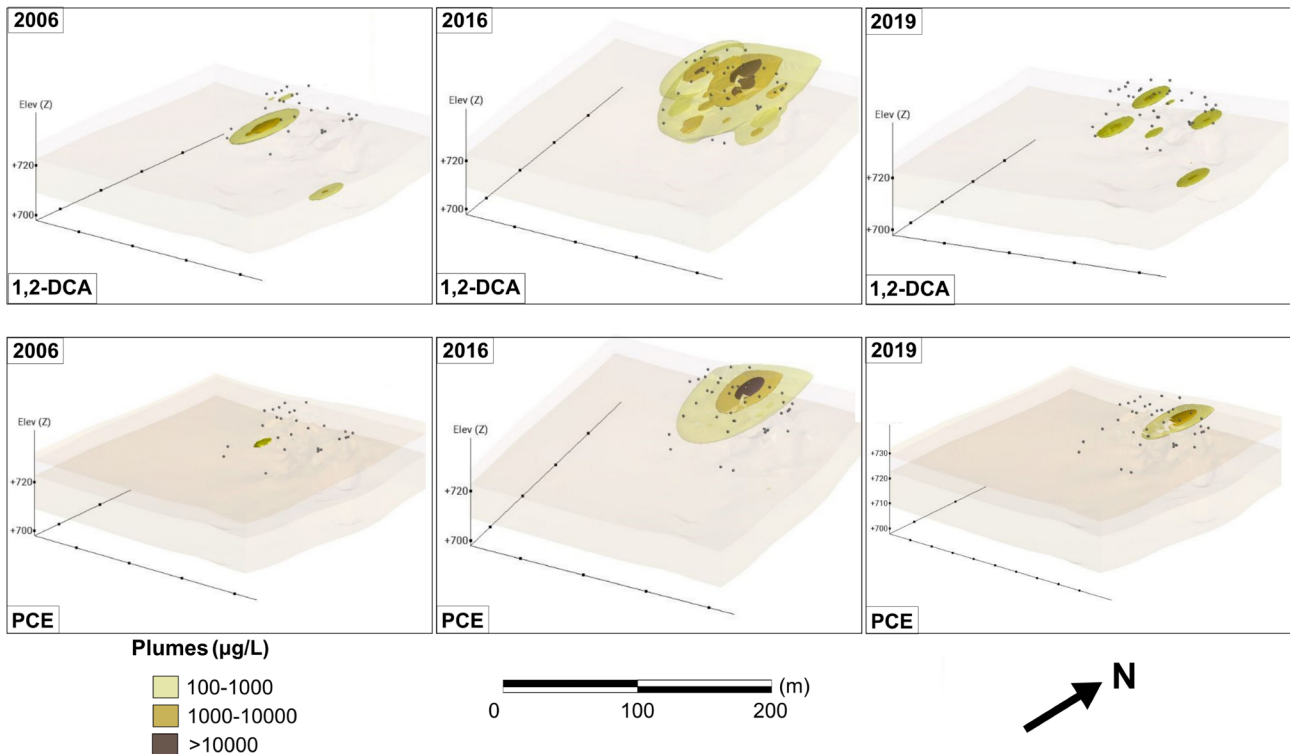 2006
Elev (Z)
+720
+700
1,2-DCA
2016
Elev (Z)
+720
+700
1,2-DCA
2019
Elev (Z)
+720
+700
1,2-DCA
2006
Elev (Z)
+720
+700
PCE
2016
Elev (Z)
+720
+700
PCE
2019
Elev (Z)
+730
+720
+710
+700
PCE
Plumes (µg/L)
100-1000
1000-10000
>10000
(m)
0 100 200
N